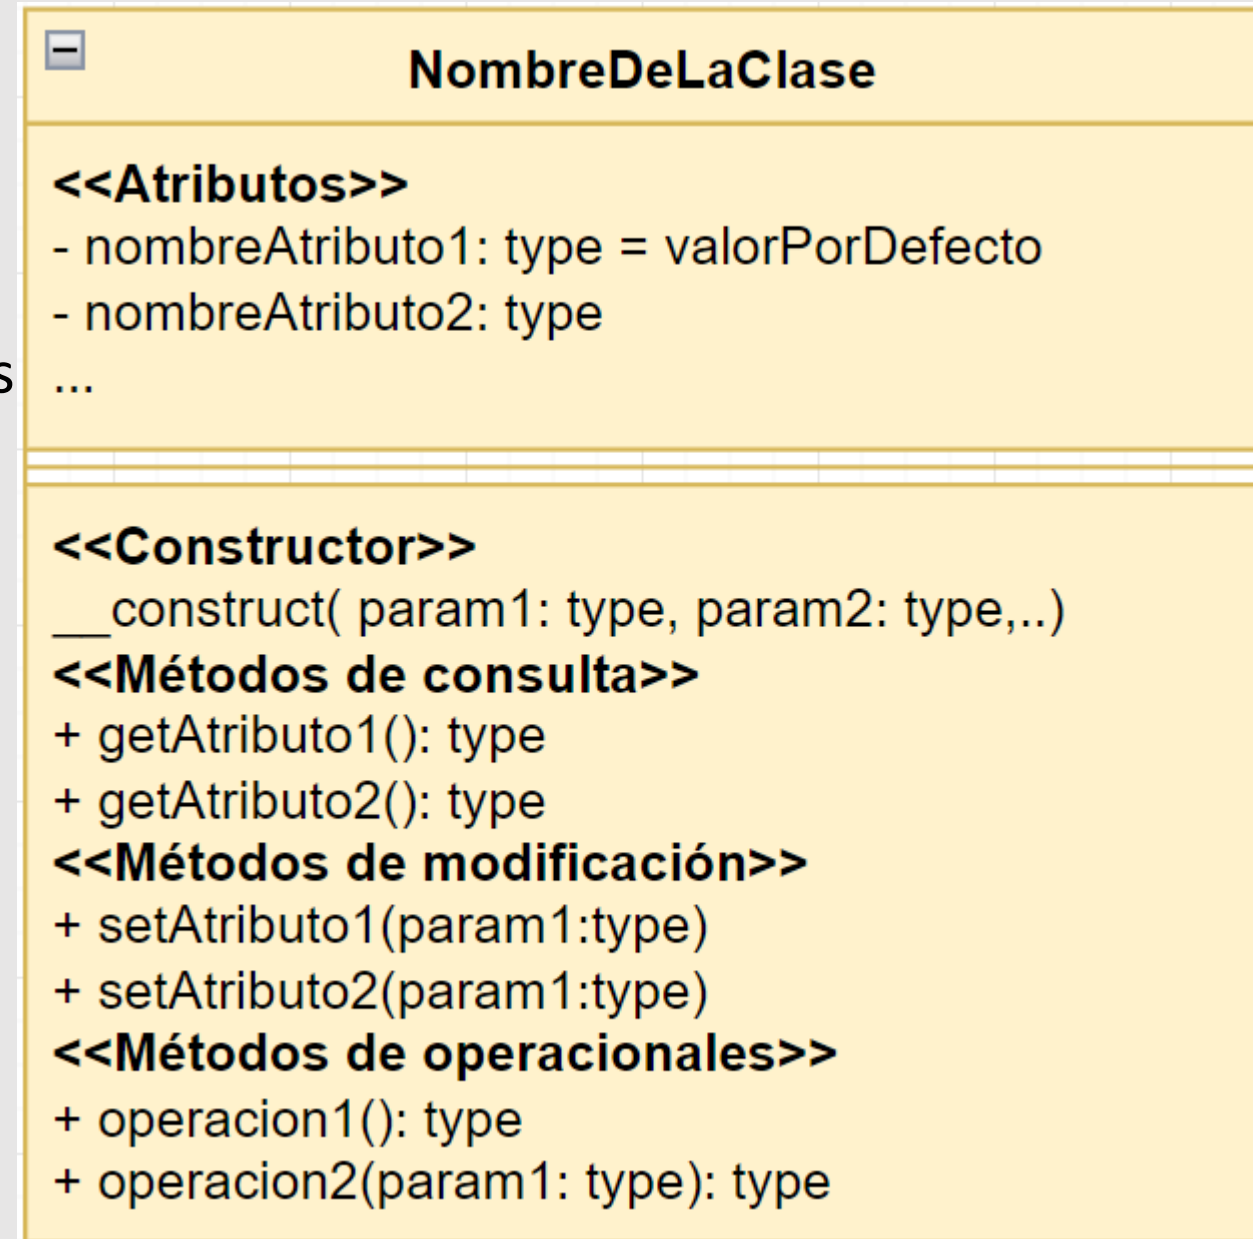 NombreDeLaClase
<<Atributos>>
- nombreAtributo1: type = valorPorDefecto
- nombreAtributo2: type
s
...
<<Constructor>>
__construct( param1: type, param2: type,..)
<<Métodos de consulta>>
+ getAtributo1(): type
+ getAtributo2(): type
<<Métodos de modificación>>
+ setAtributo1(param1:type)
+ setAtributo2(param1:type)
<<Métodos de operacionales>>
+ operacion1(): type
+ operacion2(param1: type): type